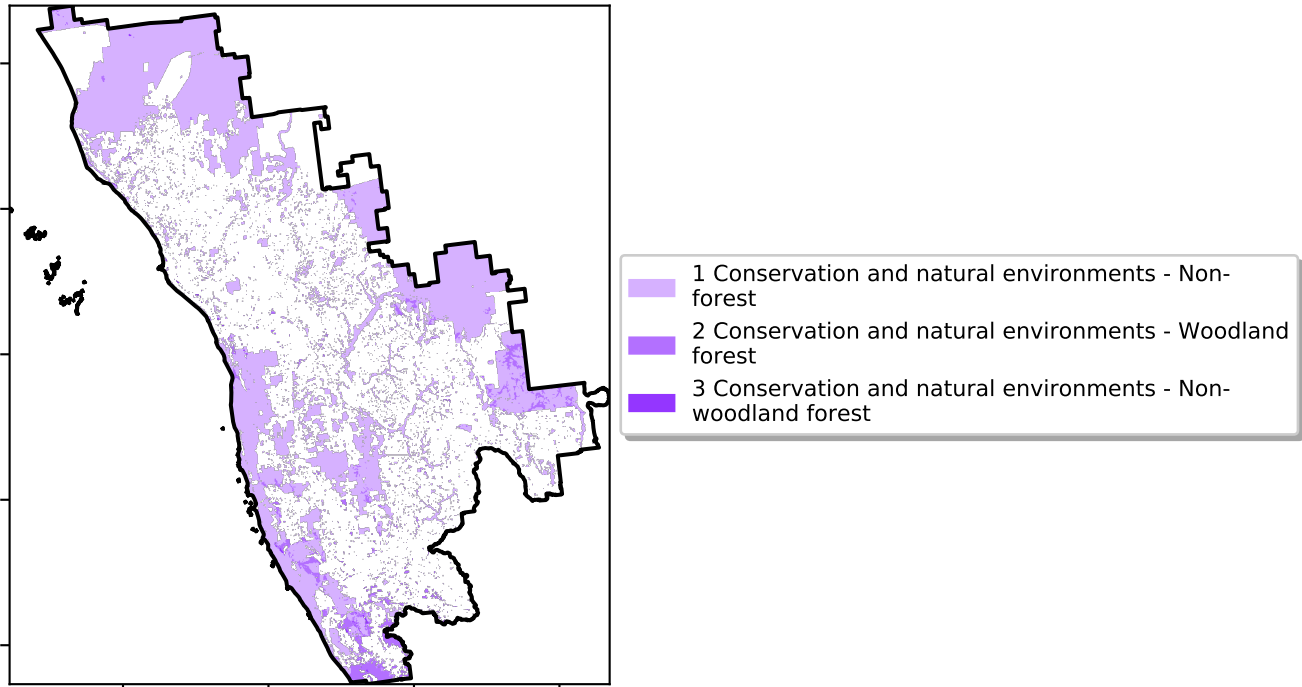 1 Conservation and natural environments - Non-
forest
2 Conservation and natural environments - Woodland
forest
3 Conservation and natural environments - Non-
woodland forest